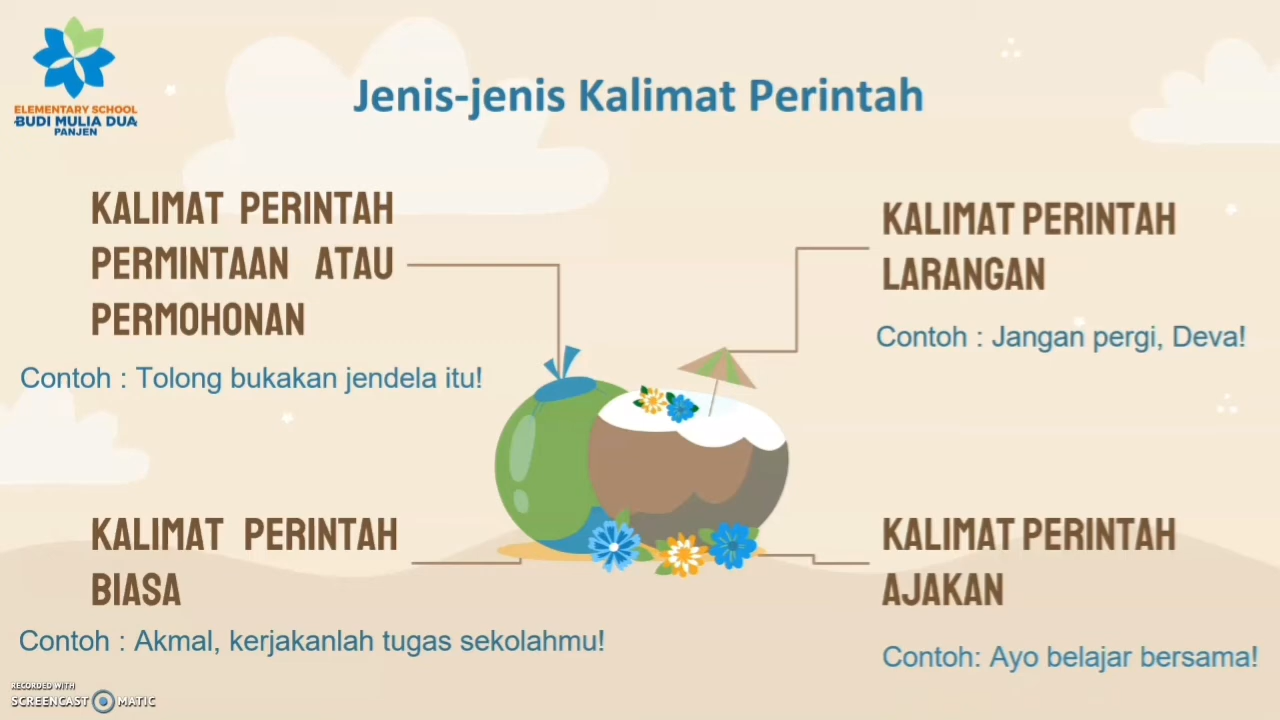 ELEMENTARY SCHOOL
BUDI MULIA DUA
PANJEN
Jenis-jenis Kalimat Perintah
KALIMAT PERINTAH
PERMINTAAN ATAU
PERMOHONAN
Contoh : Tolong bukakan jendela itu!
KALIMAT PERINTAH
LARANGAN
Contoh : Jangan pergi, Deva!
KALIMAT PERINTAH
BIASA
Contoh : Akmal, kerjakanlah tugas sekolahmu!
KALIMAT PERINTAH
AJAKAN
Contoh: Ayo belajar bersama!
RECORDED WITH
SCREENCAST MATIC